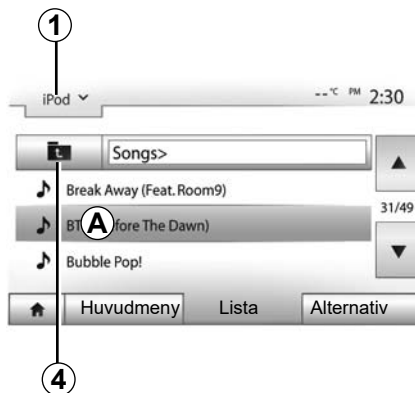 1
iPod --°C PM 2:30
Songs>
Break Away (Feat. Room9)
31/49
A fore The Dawn)
Bubble Pop!
Huvudmeny Lista Alternativ
4